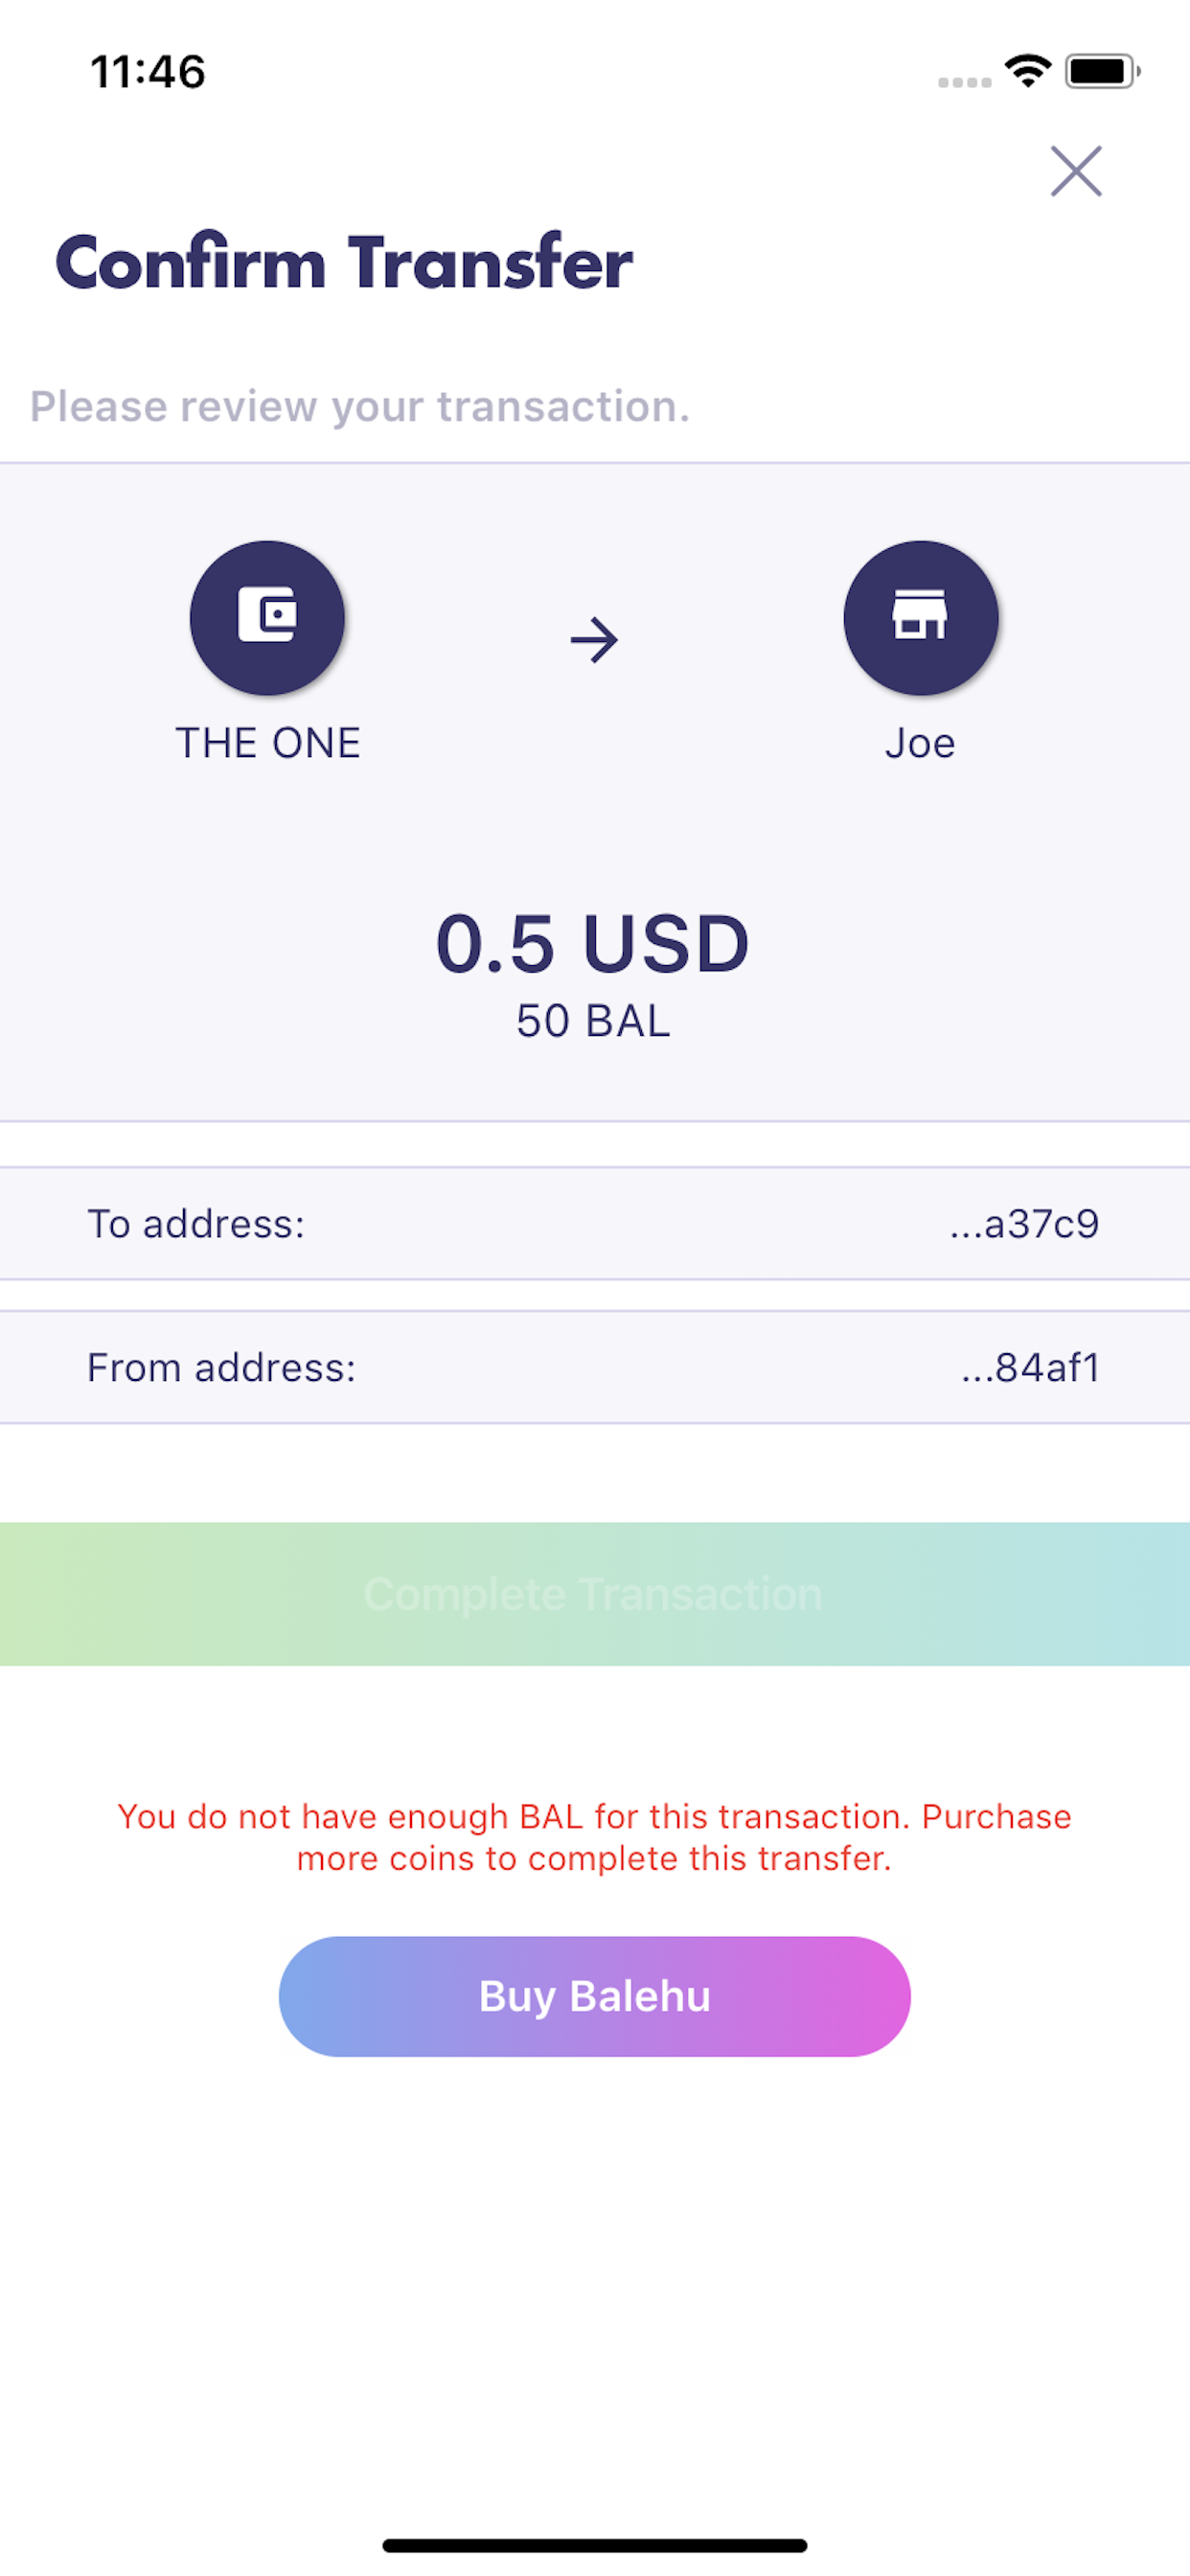 11:46
Confirm Transfer
Please review your transaction.
THE ONE
Joe
0.5 USD
50 BAL
To address: ...a37c9
From address: ...84af1
Complete Transaction
You do not have enough BAL for this transaction. Purchase
more coins to complete this transfer.
Buy Balehu